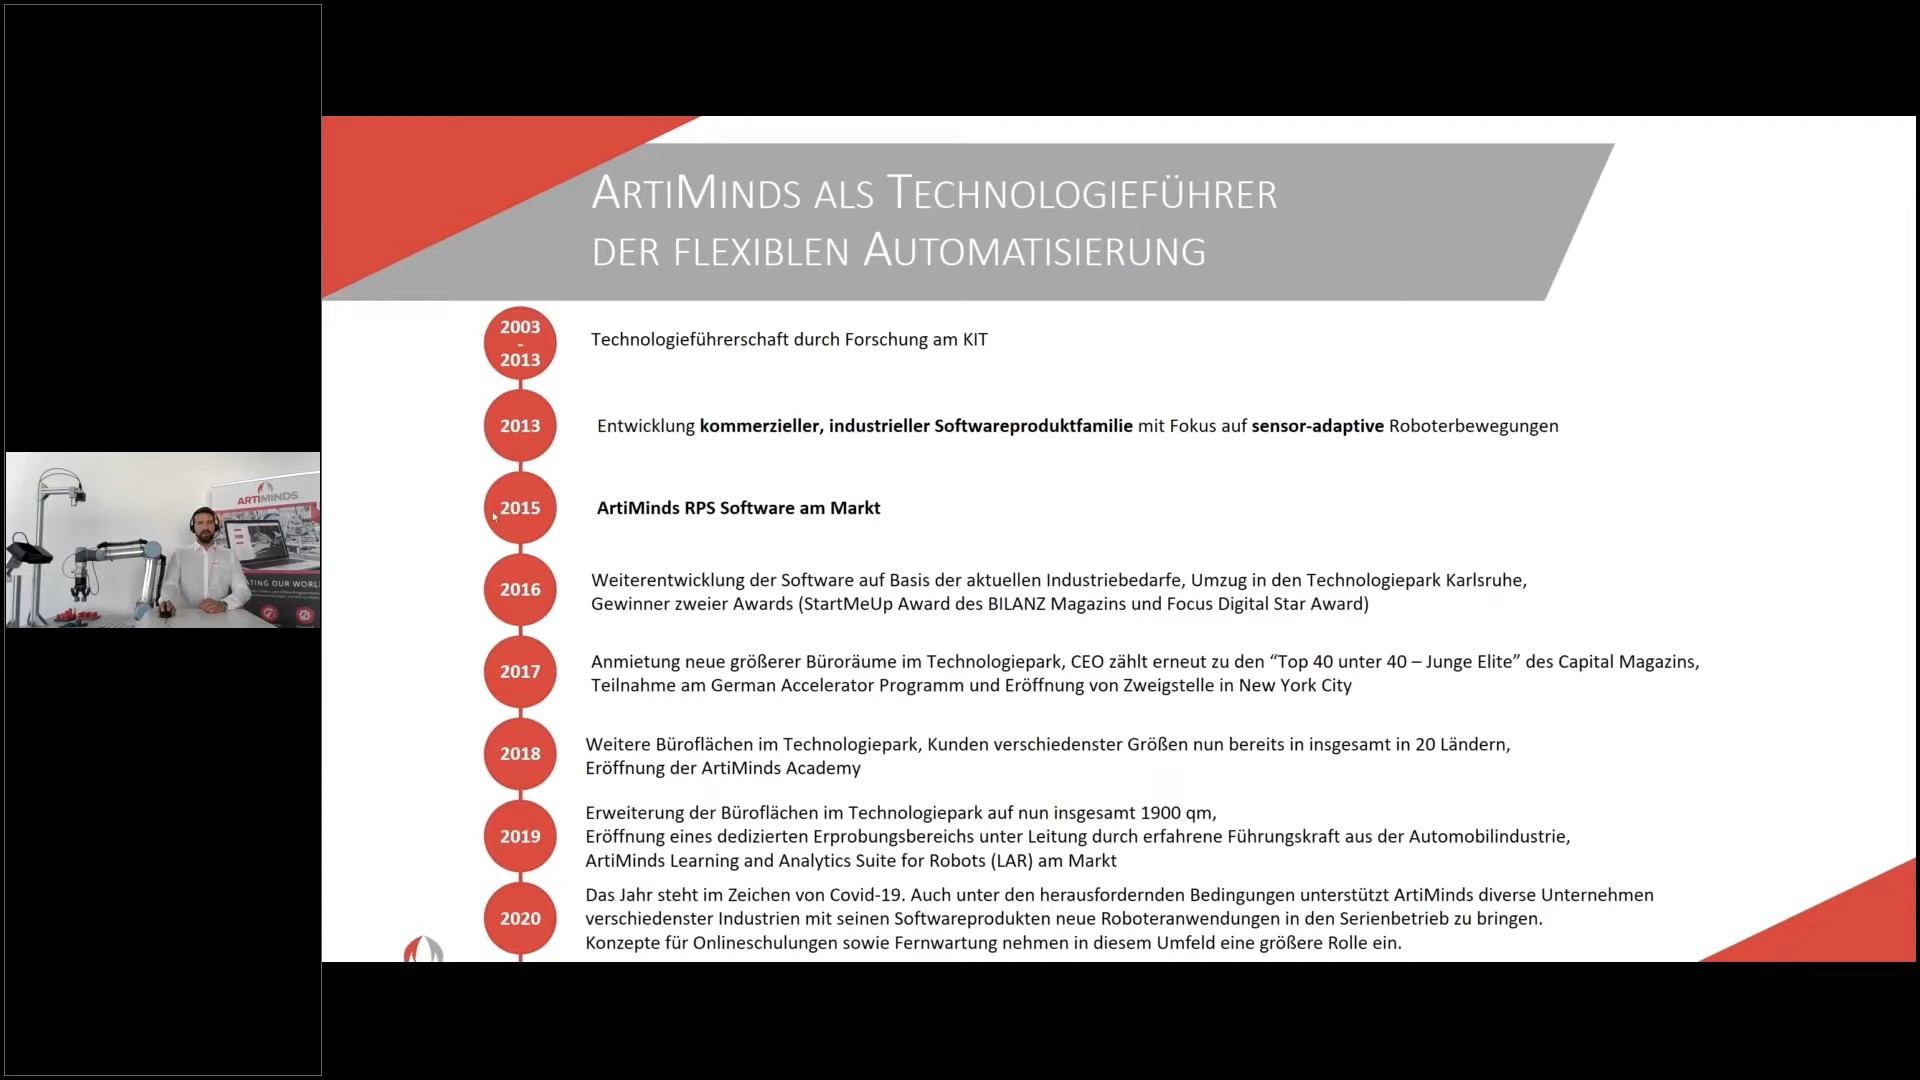 ARTIMINDS ALS TECHNOLOGIEFÜHRER
DER FLEXIBLEN AUTOMATISIERUNG
2003
-
2013
Technologieführerschaft durch Forschung am KIT
2013
Entwicklung kommerzieller, industrieller Softwareproduktfamilie mit Fokus auf sensor-adaptive Roboterbewegungen
2015
ArtiMinds RPS Software am Markt
2016
Weiterentwicklung der Software auf Basis der aktuellen Industriebedarfe, Umzug in den Technologiepark Karlsruhe,
Gewinner zweier Awards (StartMeUp Award des BILANZ Magazins und Focus Digital Star Award)
2017
Anmietung neue größerer Büroräume im Technologiepark, CEO zählt erneut zu den “Top 40 unter 40 – Junge Elite” des Capital Magazins,
Teilnahme am German Accelerator Programm und Eröffnung von Zweigstelle in New York City
2018
Weitere Büroflächen im Technologiepark, Kunden verschiedenster Größen nun bereits in insgesamt in 20 Ländern,
Eröffnung der ArtiMinds Academy
2019
Erweiterung der Büroflächen im Technologiepark auf nun insgesamt 1900 qm,
Eröffnung eines dedizierten Erprobungsbereichs unter Leitung durch erfahrene Führungskraft aus der Automobilindustrie,
ArtiMinds Learning and Analytics Suite for Robots (LAR) am Markt
2020
Das Jahr steht im Zeichen von Covid-19. Auch unter den herausfordernden Bedingungen unterstützt ArtiMinds diverse Unternehmen
verschiedenster Industrien mit seinen Softwareprodukten neue Roboteranwendungen in den Serienbetrieb zu bringen.
Konzepte für Onlineschulungen sowie Fernwartung nehmen in diesem Umfeld eine größere Rolle ein.
ARTIMINDS
ATING OUR WORL